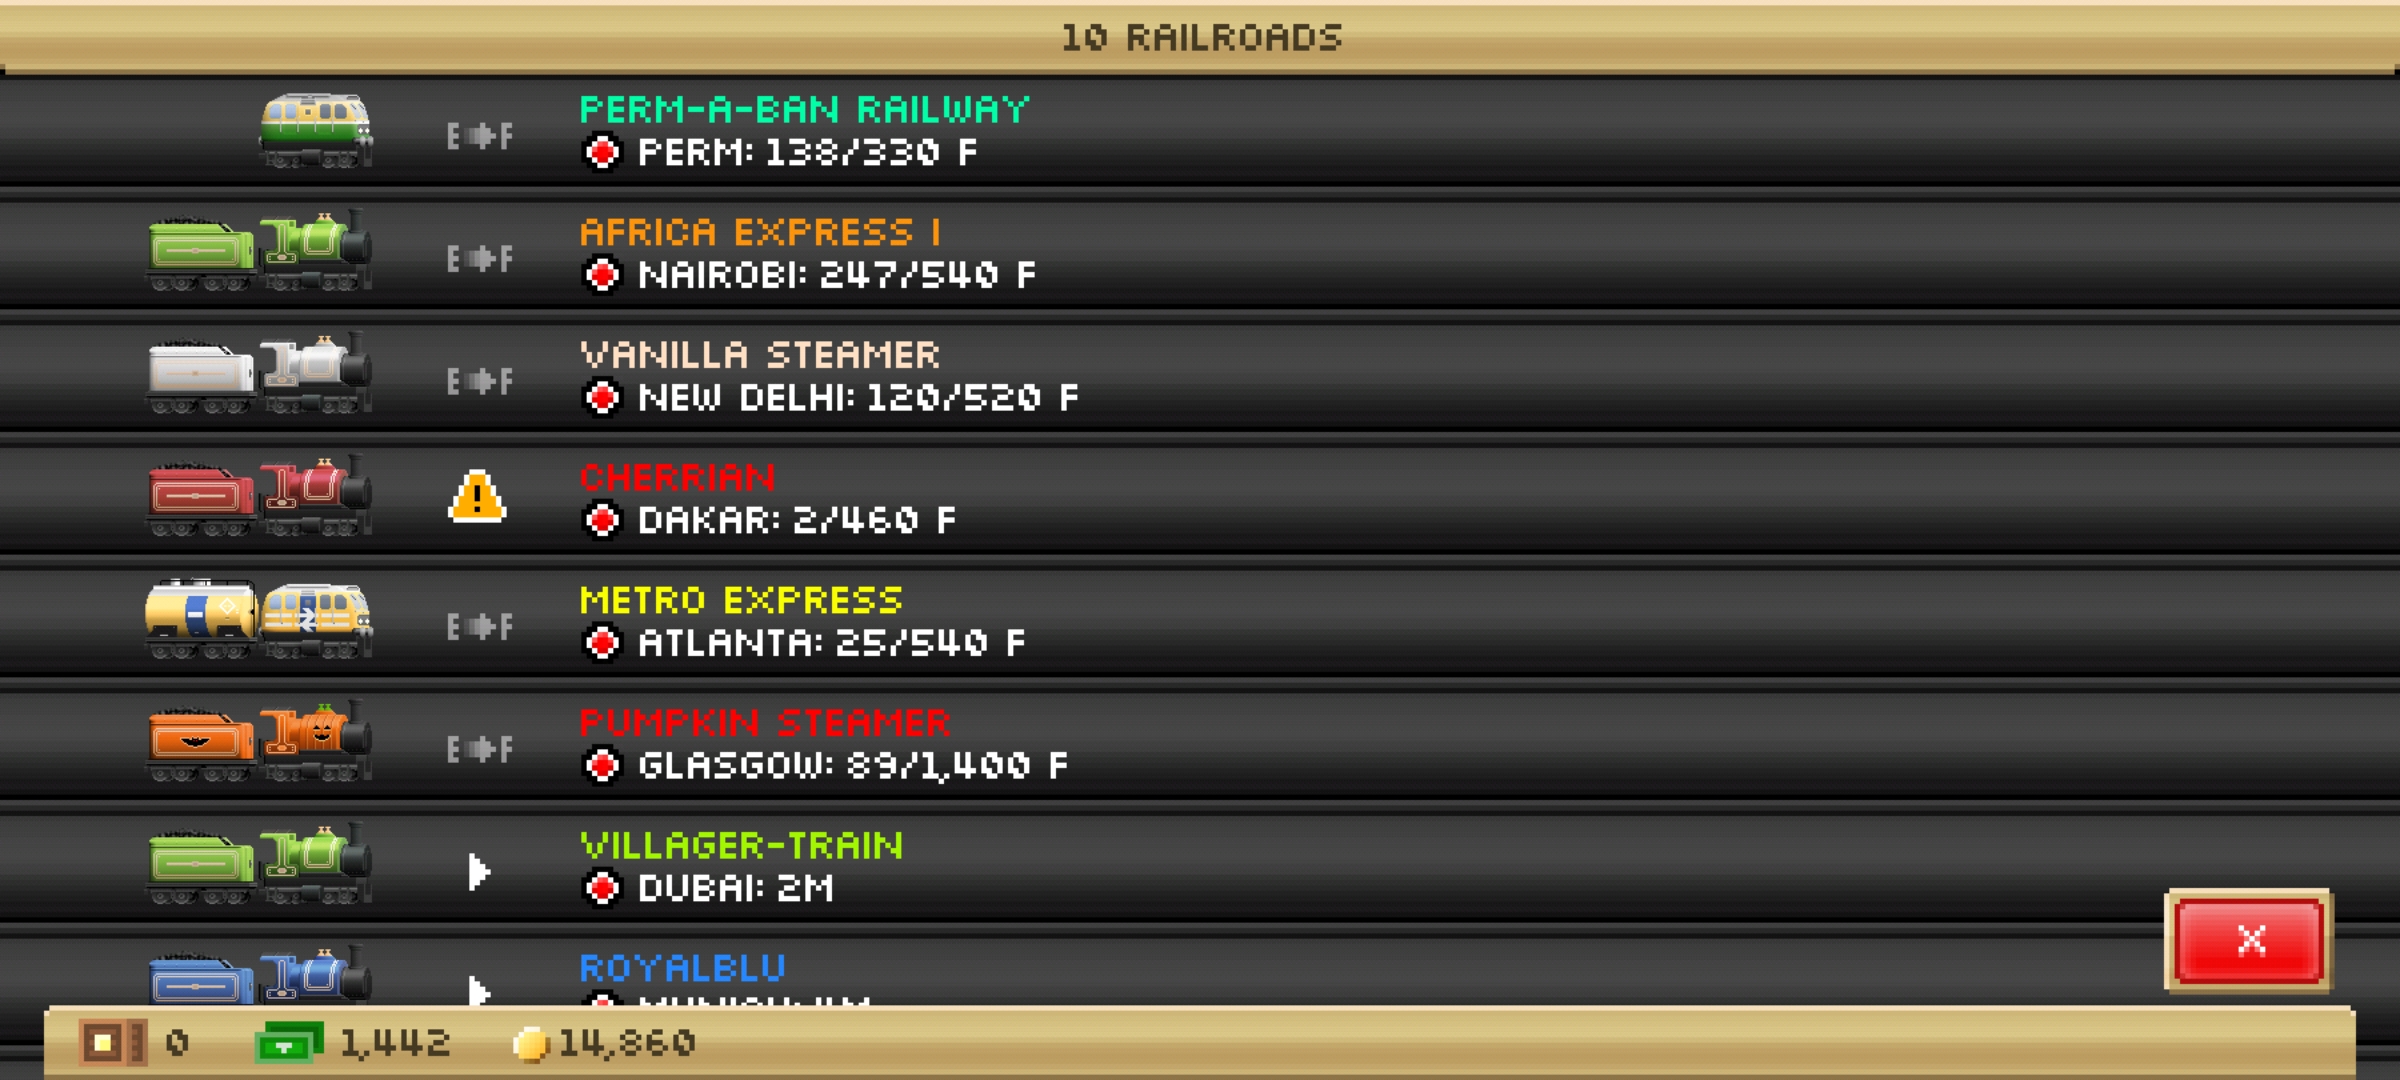 10 RAILROADS
PERM-A-BAN RAILWAY
E F
PERM: 138/330 F
AFRICA EXPRESS I
E F
NAIROBI: 247/540 F
VANILLA STEAMER
E F
NEW DELHI: 120/520 F
CHERRIAN
!
DAKAR: 2/460 F
METRO EXPRESS
E F
ATLANTA: 25/540 F
PUMPKIN STEAMER
E F
GLASGOW: 89/1,400 F
VILLAGER-TRAIN
DUBAI: 2M
X
ROYALBLU
0 1,442 14,860